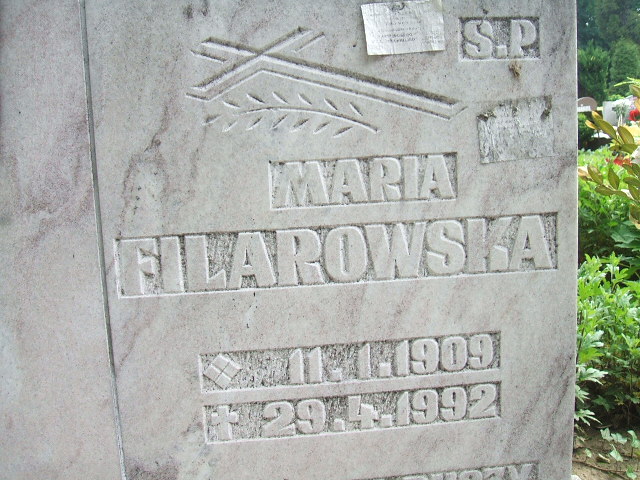 S.P
MARIA
FILAROWSKA
11.1.1909
✝ 29.4.1992